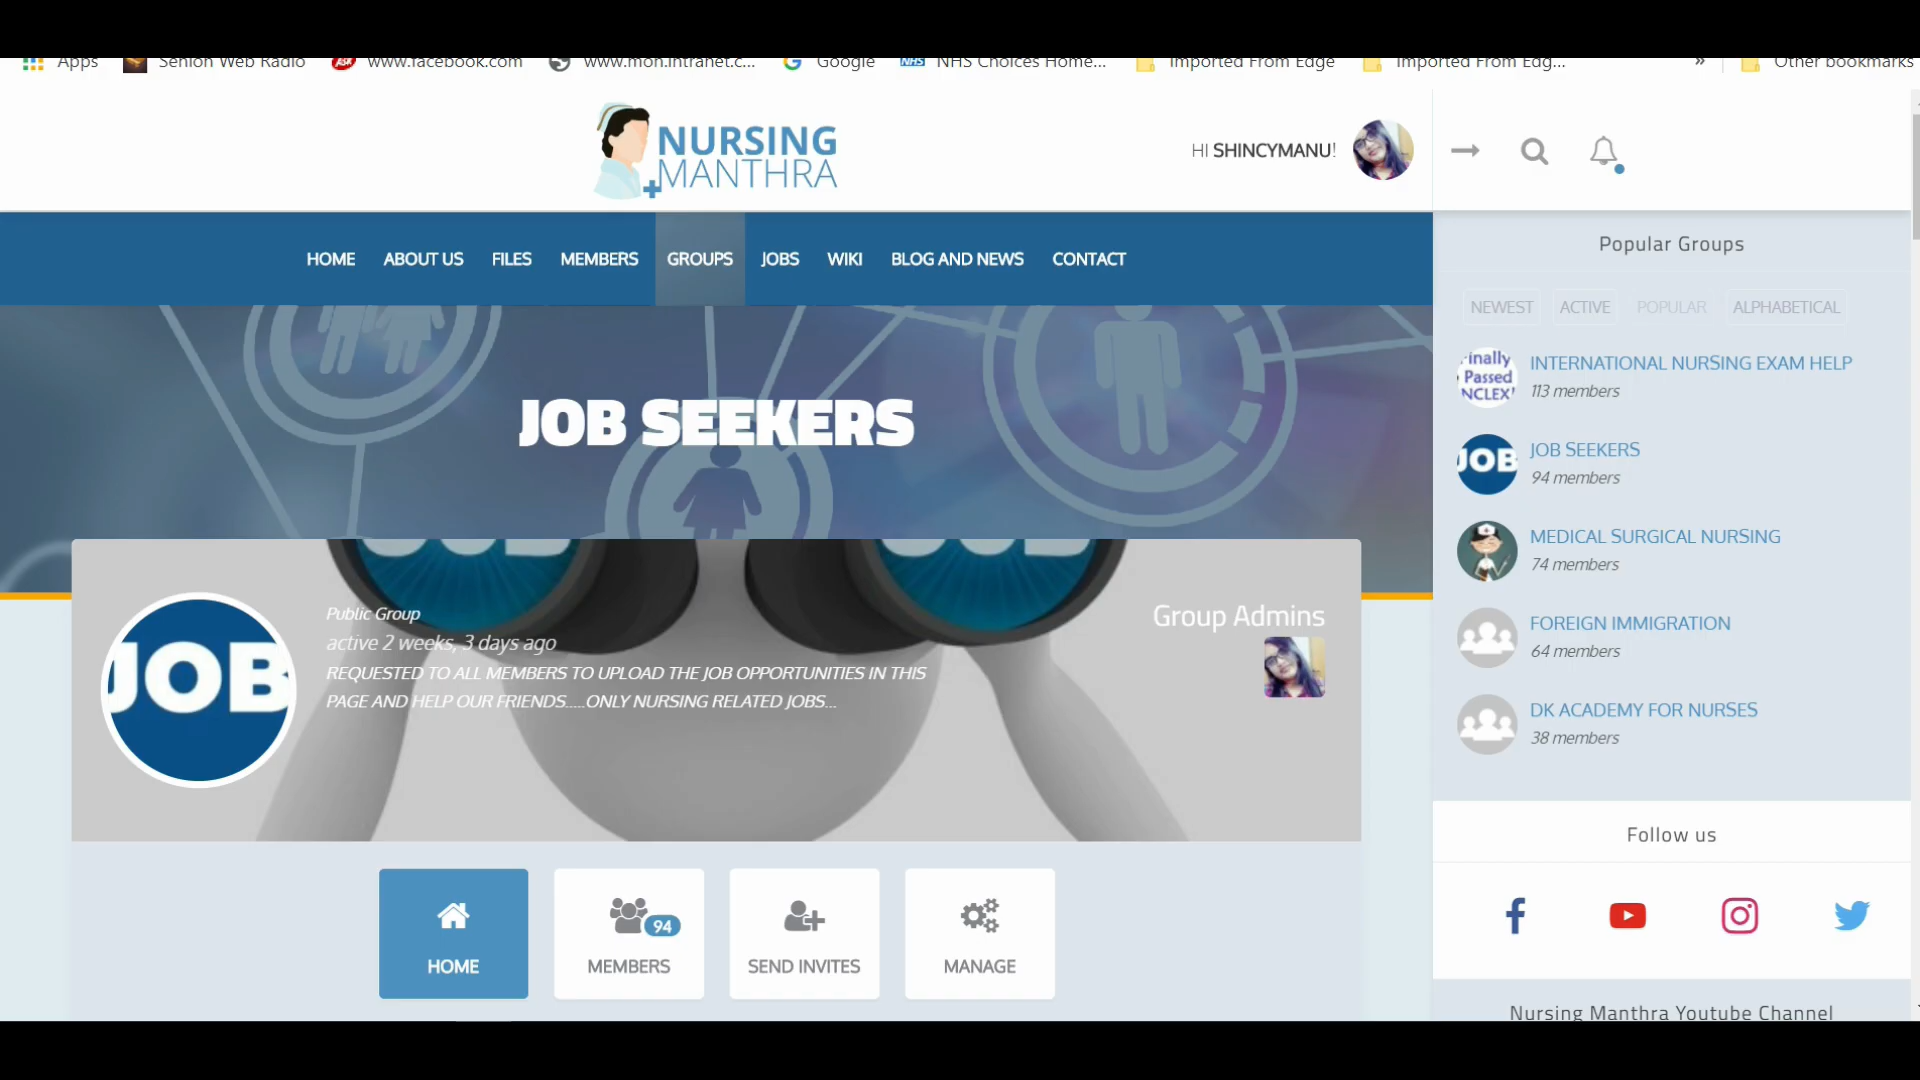 Apps
Senlon Web Radio
www.facebook.com
www.mon.intranet.c...
Google
NHS
NHS Choices Home...
Imported From Edge
Imported From Edg...
»
Other bookmarks
NURSING
MANTHRA
HI SHINCYMANU!
HOME
ABOUT US
FILES
MEMBERS
GROUPS
JOBS
WIKI
BLOG AND NEWS
CONTACT
JOB SEEKERS
Public Group
active 2 weeks, 3 days ago
REQUESTED TO ALL MEMBERS TO UPLOAD THE JOB OPPORTUNITIES IN THIS
PAGE AND HELP OUR FRIENDS.....ONLY NURSING RELATED JOBS...
JOB
Group Admins
HOME
94
MEMBERS
SEND INVITES
MANAGE
Popular Groups
NEWEST
ACTIVE
POPULAR
ALPHABETICAL
inally
Passed
NCLEX
INTERNATIONAL NURSING EXAM HELP
113 members
JOB
JOB SEEKERS
94 members
MEDICAL SURGICAL NURSING
74 members
FOREIGN IMMIGRATION
64 members
DK ACADEMY FOR NURSES
38 members
Follow us
Nursing Manthra Youtube Channel